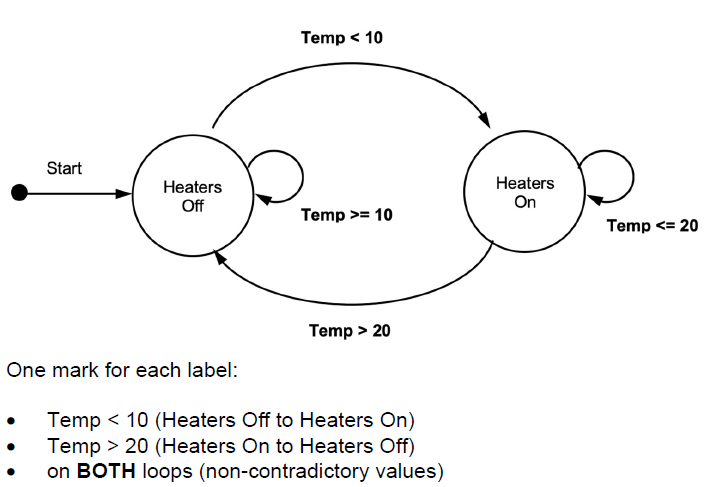 Temp < 10
Start
Heaters
Off
Temp >= 10
Heaters
On
Temp <= 20
Temp > 20
One mark for each label:
• Temp < 10 (Heaters Off to Heaters On)
• Temp > 20 (Heaters On to Heaters Off)
• on BOTH loops (non-contradictory values)